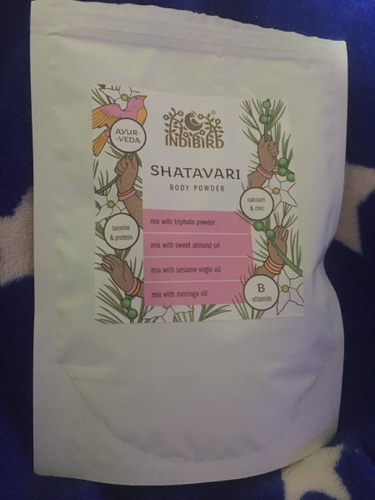 INDIBIRD
AYUR-
-VEDA
SHATAVARI
BODY POWDER
calcium
& zinc
mix with triphala powder
tannins
& protein
mix with sweet almond oil
mix with sesame virgin oil
mix with moringa oil
B
vitamin